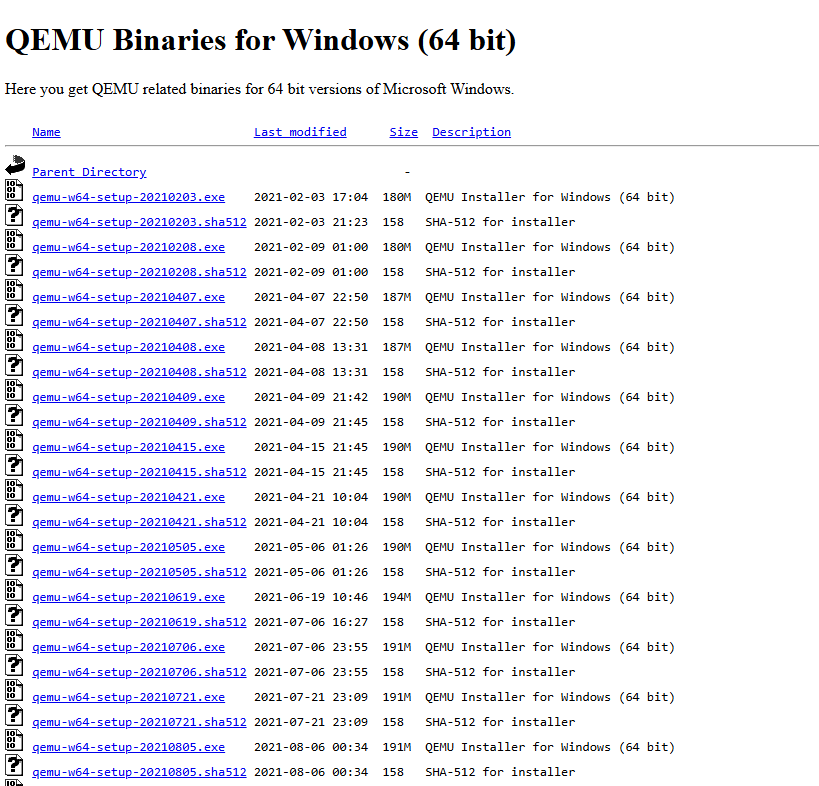 QEMU Binaries for Windows (64 bit)
Here you get QEMU related binaries for 64 bit versions of Microsoft Windows.
Name Last modified Size Description
Parent Directory -
qemu-w64-setup-20210203.exe 2021-02-03 17:04 180M QEMU Installer for Windows (64 bit)
qemu-w64-setup-20210203.sha512 2021-02-03 21:23 158 SHA-512 for installer
qemu-w64-setup-20210208.exe 2021-02-09 01:00 180M QEMU Installer for Windows (64 bit)
qemu-w64-setup-20210208.sha512 2021-02-09 01:00 158 SHA-512 for installer
qemu-w64-setup-20210407.exe 2021-04-07 22:50 187M QEMU Installer for Windows (64 bit)
qemu-w64-setup-20210407.sha512 2021-04-07 22:50 158 SHA-512 for installer
qemu-w64-setup-20210408.exe 2021-04-08 13:31 187M QEMU Installer for Windows (64 bit)
qemu-w64-setup-20210408.sha512 2021-04-08 13:31 158 SHA-512 for installer
qemu-w64-setup-20210409.exe 2021-04-09 21:42 190M QEMU Installer for Windows (64 bit)
qemu-w64-setup-20210409.sha512 2021-04-09 21:45 158 SHA-512 for installer
qemu-w64-setup-20210415.exe 2021-04-15 21:45 190M QEMU Installer for Windows (64 bit)
qemu-w64-setup-20210415.sha512 2021-04-15 21:45 158 SHA-512 for installer
qemu-w64-setup-20210421.exe 2021-04-21 10:04 190M QEMU Installer for Windows (64 bit)
qemu-w64-setup-20210421.sha512 2021-04-21 10:04 158 SHA-512 for installer
qemu-w64-setup-20210505.exe 2021-05-06 01:26 190M QEMU Installer for Windows (64 bit)
qemu-w64-setup-20210505.sha512 2021-05-06 01:26 158 SHA-512 for installer
qemu-w64-setup-20210619.exe 2021-06-19 10:46 194M QEMU Installer for Windows (64 bit)
qemu-w64-setup-20210619.sha512 2021-07-06 16:27 158 SHA-512 for installer
qemu-w64-setup-20210706.exe 2021-07-06 23:55 191M QEMU Installer for Windows (64 bit)
qemu-w64-setup-20210706.sha512 2021-07-06 23:55 158 SHA-512 for installer
qemu-w64-setup-20210721.exe 2021-07-21 23:09 191M QEMU Installer for Windows (64 bit)
qemu-w64-setup-20210721.sha512 2021-07-21 23:09 158 SHA-512 for installer
qemu-w64-setup-20210805.exe 2021-08-06 00:34 191M QEMU Installer for Windows (64 bit)
qemu-w64-setup-20210805.sha512 2021-08-06 00:34 158 SHA-512 for installer